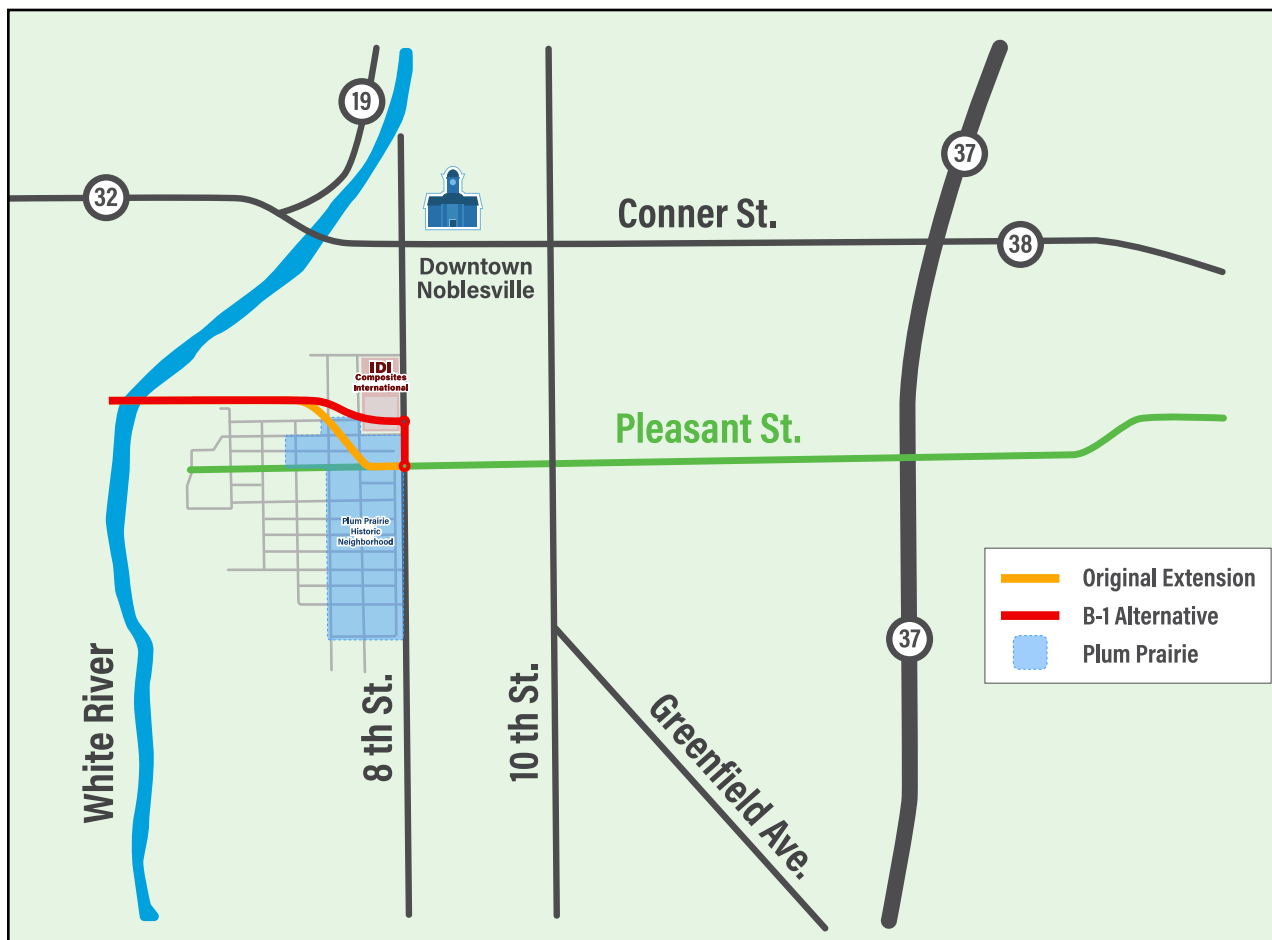 19
37
32
Conner St.
38
Downtown
Noblesville
IDI
Composites
International
Pleasant St.
Plum Prairie
Historic
Neighborhood
Original Extension
B-1 Alternative
Plum Prairie
37
White River
8 th St.
10 th St.
Greenfield Ave.